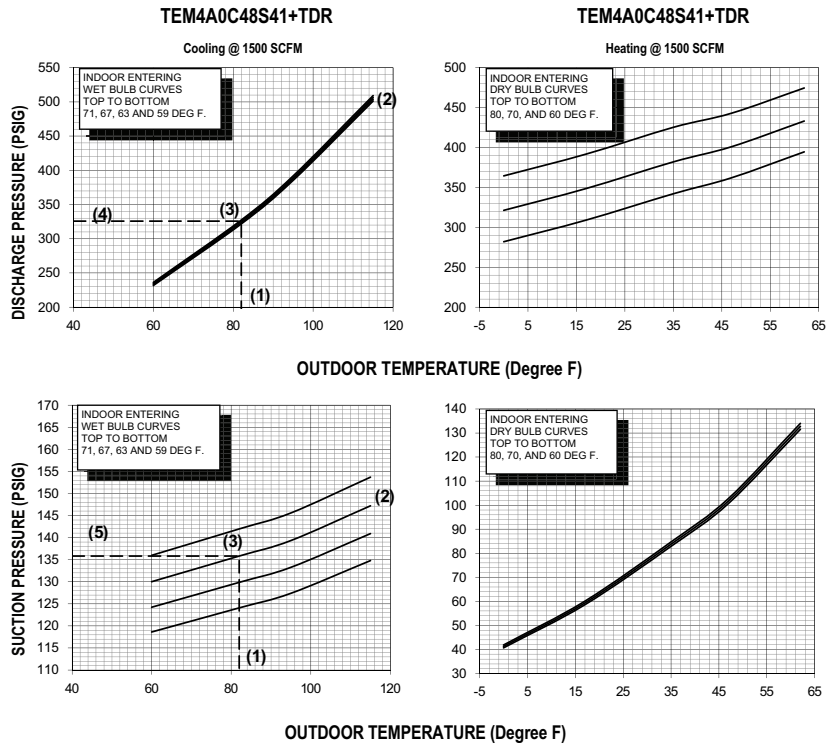 TEM4A0C48S41+TDR
Cooling @ 1500 SCFM
DISCHARGE PRESSURE (PSIG)
550
500
450
400
350
300
250
200
INDOOR ENTERING
WET BULB CURVES
TOP TO BOTTOM
71, 67, 63 AND 59 DEG F.
(2)
(3)
(4)
(1)
40 60 80 100 120
TEM4A0C48S41+TDR
Heating @ 1500 SCFM
500
450
400
350
300
250
200
INDOOR ENTERING
DRY BULB CURVES
TOP TO BOTTOM
80, 70, AND 60 DEG F.
-5 5 15 25 35 45 55 65
OUTDOOR TEMPERATURE (Degree F)
SUCTION PRESSURE (PSIG)
170
165
160
155
150
145
140
135
130
125
120
115
110
INDOOR ENTERING
WET BULB CURVES
TOP TO BOTTOM
71, 67, 63 AND 59 DEG F.
(2)
(5)
(3)
(1)
40 60 80 100 120
140
130
120
110
100
90
80
70
60
50
40
30
INDOOR ENTERING
DRY BULB CURVES
TOP TO BOTTOM
80, 70, AND 60 DEG F.
-5 5 15 25 35 45 55 65
OUTDOOR TEMPERATURE (Degree F)